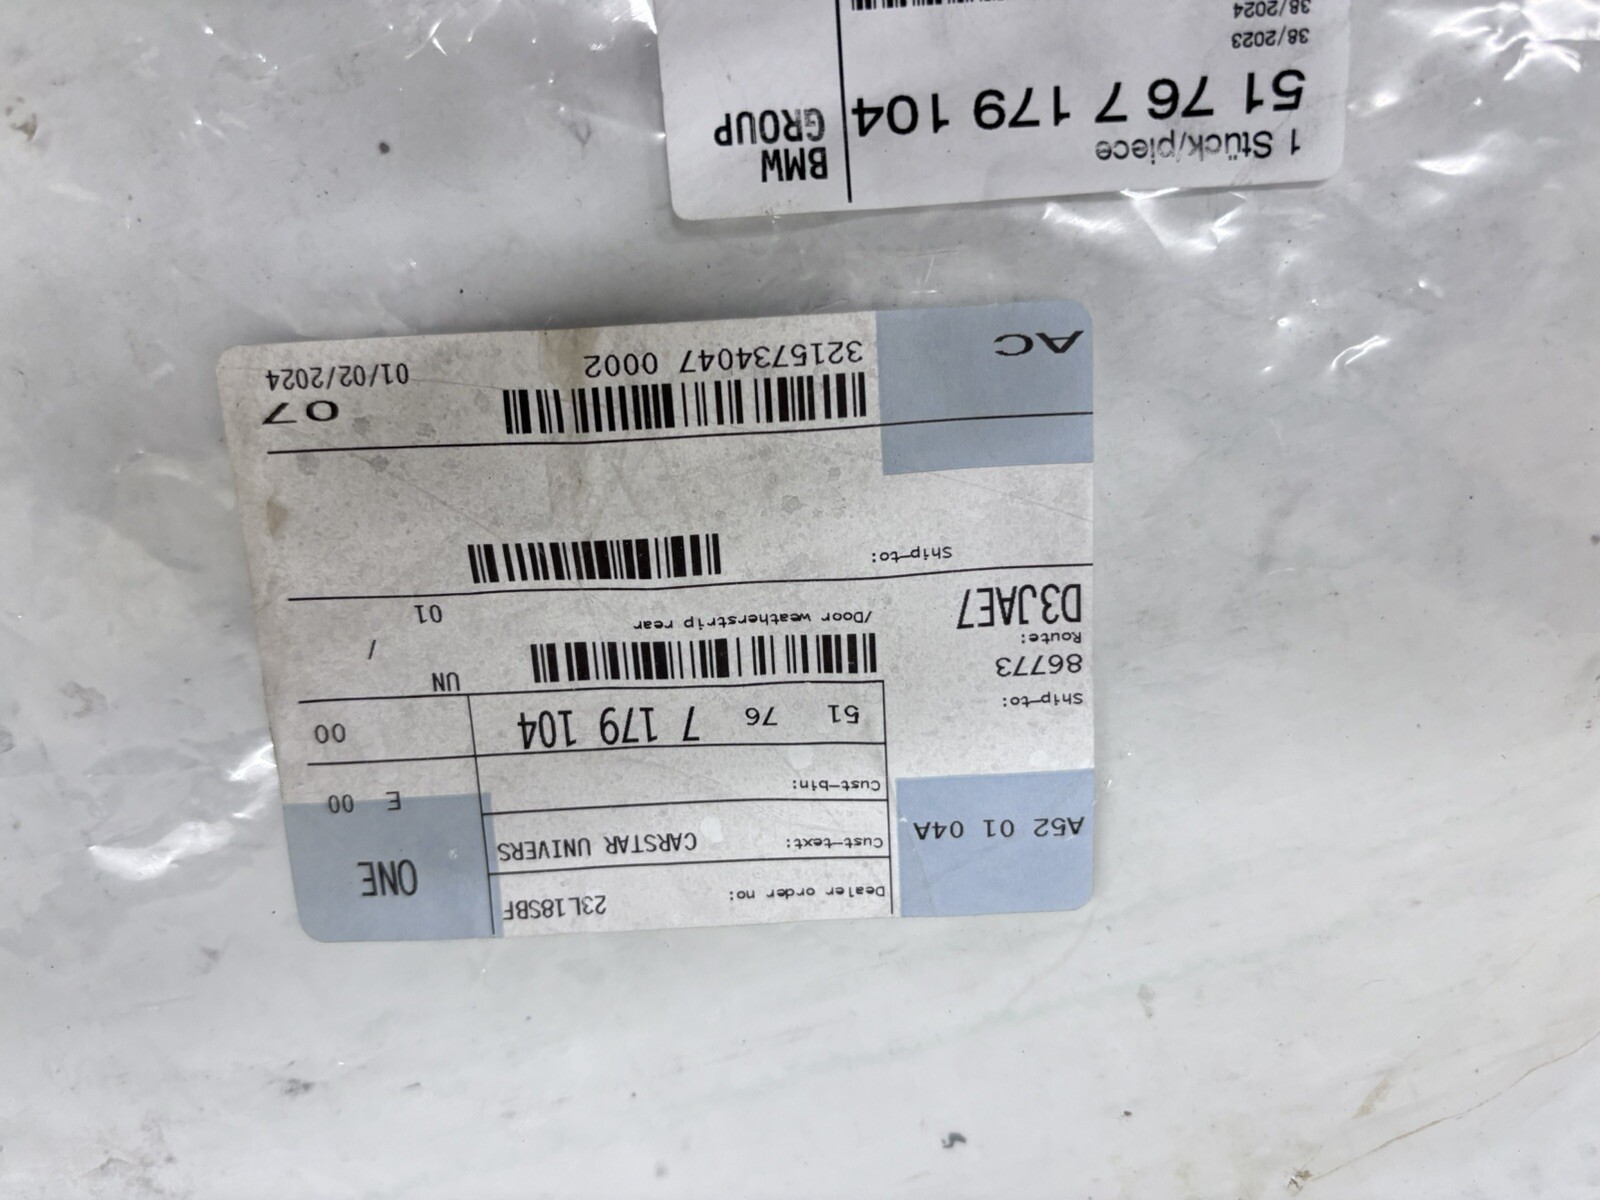 Dealer order no: 23L18SBF
Cust-text: CARSTAR UNIVERS
Cust-bin:
A52 01 04A
ONE
E 00
00
51 76 7 179 104
UN
/
/Door weatherstrip rear
01
Ship-to:
86773
Route:
D3JAE7
Ship-to:
07
3215734047 0002
01/02/2024
AC
1 Stück/piece
51 76 7 179 104
38/2023
38/2024
BMW
GROUP